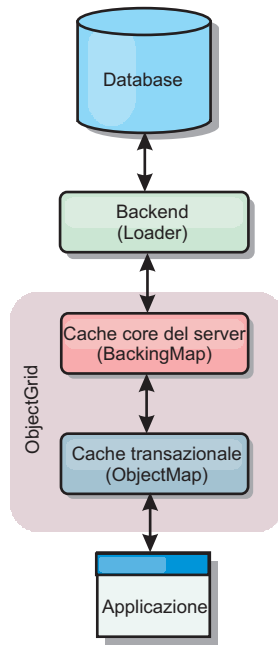 Database
Backend
(Loader)
ObjectGrid
Cache core del server
(BackingMap)
Cache transazionale
(ObjectMap)
Applicazione